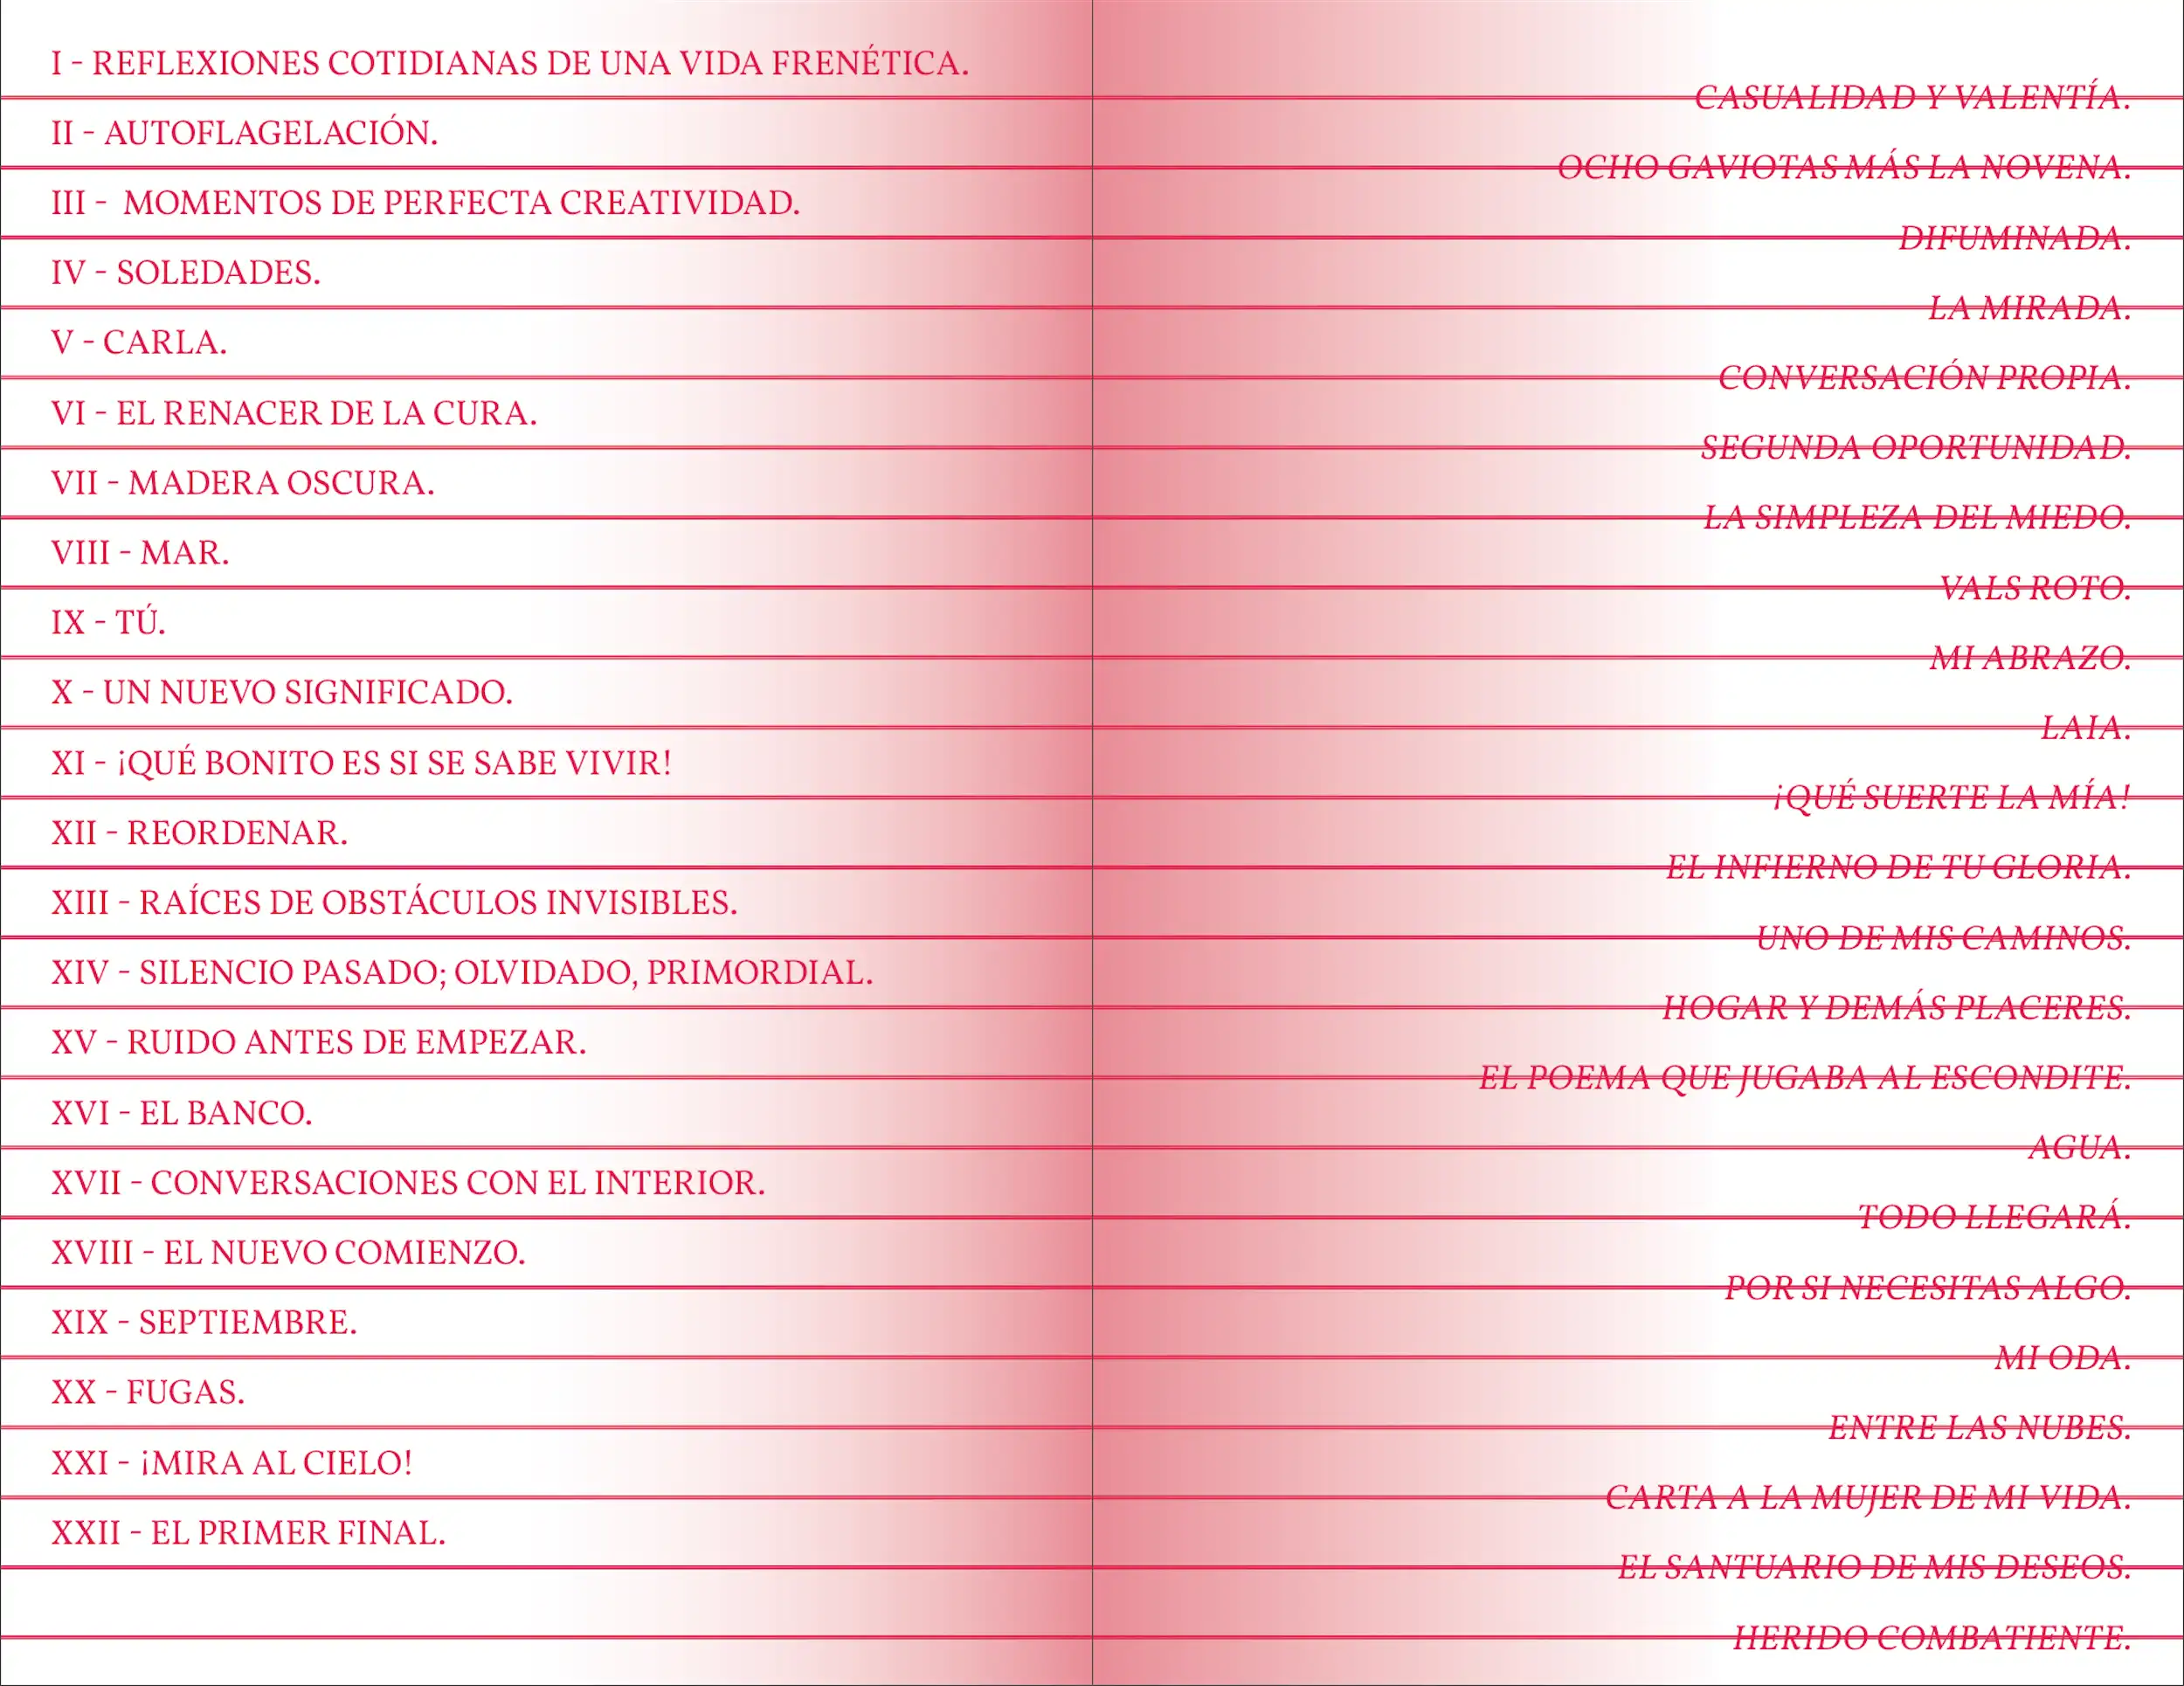 I - REFLEXIONES COTIDIANAS DE UNA VIDA FRENÉTICA.
II - AUTOFLAGELACIÓN.
III - MOMENTOS DE PERFECTA CREATIVIDAD.
IV - SOLEDADES.
V - CARLA.
VI - EL RENACER DE LA CURA.
VII - MADERA OSCURA.
VIII - MAR.
IX - TÚ.
X - UN NUEVO SIGNIFICADO.
XI - ¡QUÉ BONITO ES SI SE SABE VIVIR!
XII - REORDENAR.
XIII - RAÍCES DE OBSTÁCULOS INVISIBLES.
XIV - SILENCIO PASADO; OLVIDADO, PRIMORDIAL.
XV - RUIDO ANTES DE EMPEZAR.
XVI - EL BANCO.
XVII - CONVERSACIONES CON EL INTERIOR.
XVIII - EL NUEVO COMIENZO.
XIX - SEPTIEMBRE.
XX - FUGAS.
XXI - ¡MIRA AL CIELO!
XXII - EL PRIMER FINAL.
CASUALIDAD Y VALENTÍA.
OCHO GAVIOTAS MÁS LA NOVENA.
DIFUMINADA.
LA MIRADA.
CONVERSACIÓN PROPIA.
SEGUNDA OPORTUNIDAD.
LA SIMPLEZA DEL MIEDO.
VALS ROTO.
MI ABRAZO.
LAIA.
¡QUÉ SUERTE LA MÍA!
EL INFIERNO DE TU GLORIA.
UNO DE MIS CAMINOS.
HOGAR Y DEMÁS PLACERES.
EL POEMA QUE JUGABA AL ESCONDITE.
AGUA.
TODO LLEGARÁ.
POR SI NECESITAS ALGO.
MI ODA.
ENTRE LAS NUBES.
CARTA A LA MUJER DE MI VIDA.
EL SANTUARIO DE MIS DESEOS.
HERIDO COMBATIENTE.